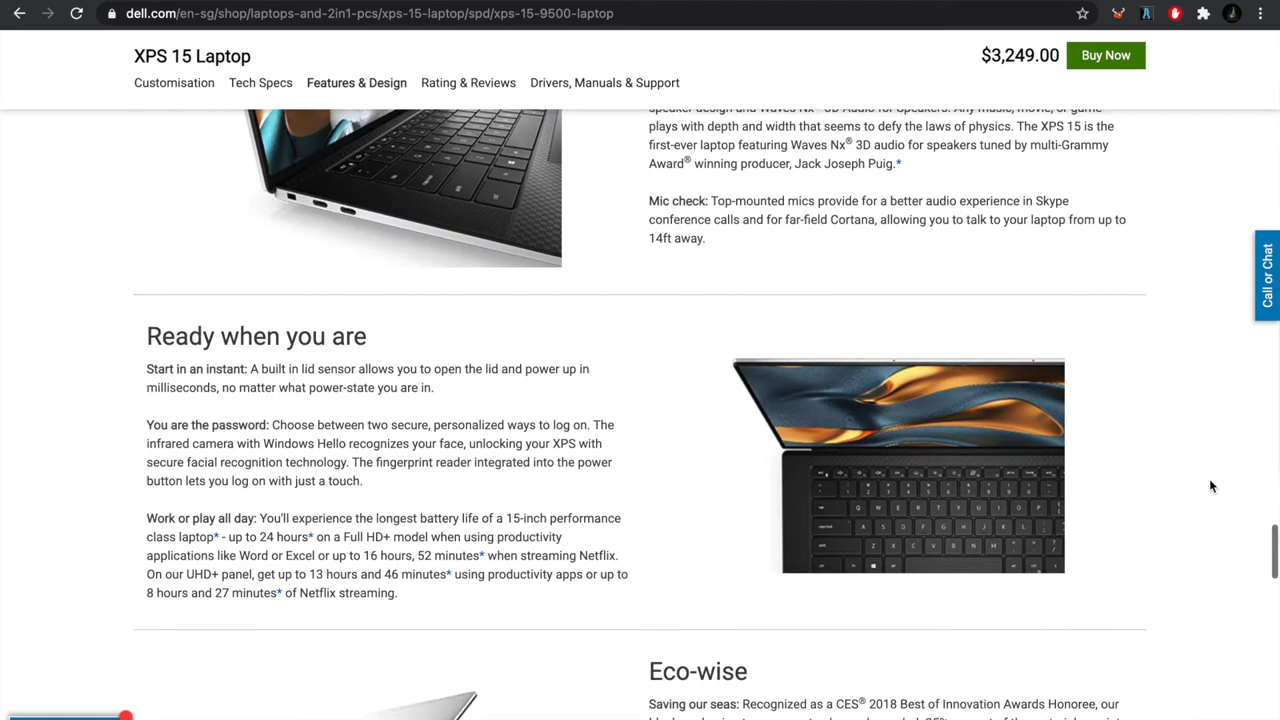 dell.com/en-sg/shop/laptops-and-2in1-pcs/xps-15-laptop/spd/xps-15-9500-laptop
XPS 15 Laptop
$3,249.00
Buy Now
Customisation Tech Specs Features & Design Rating & Reviews Drivers, Manuals & Support
speaker design and Waves Nx® 3D Audio for Speakers. Any music, movie, or game
plays with depth and width that seems to defy the laws of physics. The XPS 15 is the
first-ever laptop featuring Waves Nx® 3D audio for speakers tuned by multi-Grammy
Award® winning producer, Jack Joseph Puig.*
Mic check: Top-mounted mics provide for a better audio experience in Skype
conference calls and for far-field Cortana, allowing you to talk to your laptop from up to
14ft away.
Call or Chat
Ready when you are
Start in an instant: A built in lid sensor allows you to open the lid and power up in
milliseconds, no matter what power-state you are in.
You are the password: Choose between two secure, personalized ways to log on. The
infrared camera with Windows Hello recognizes your face, unlocking your XPS with
secure facial recognition technology. The fingerprint reader integrated into the power
button lets you log on with just a touch.
Work or play all day: You'll experience the longest battery life of a 15-inch performance
class laptop* - up to 24 hours* on a Full HD+ model when using productivity
applications like Word or Excel or up to 16 hours, 52 minutes* when streaming Netflix.
On our UHD+ panel, get up to 13 hours and 46 minutes* using productivity apps or up to
8 hours and 27 minutes* of Netflix streaming.
Eco-wise
Saving our seas: Recognized as a CES® 2018 Best of Innovation Awards Honoree, our